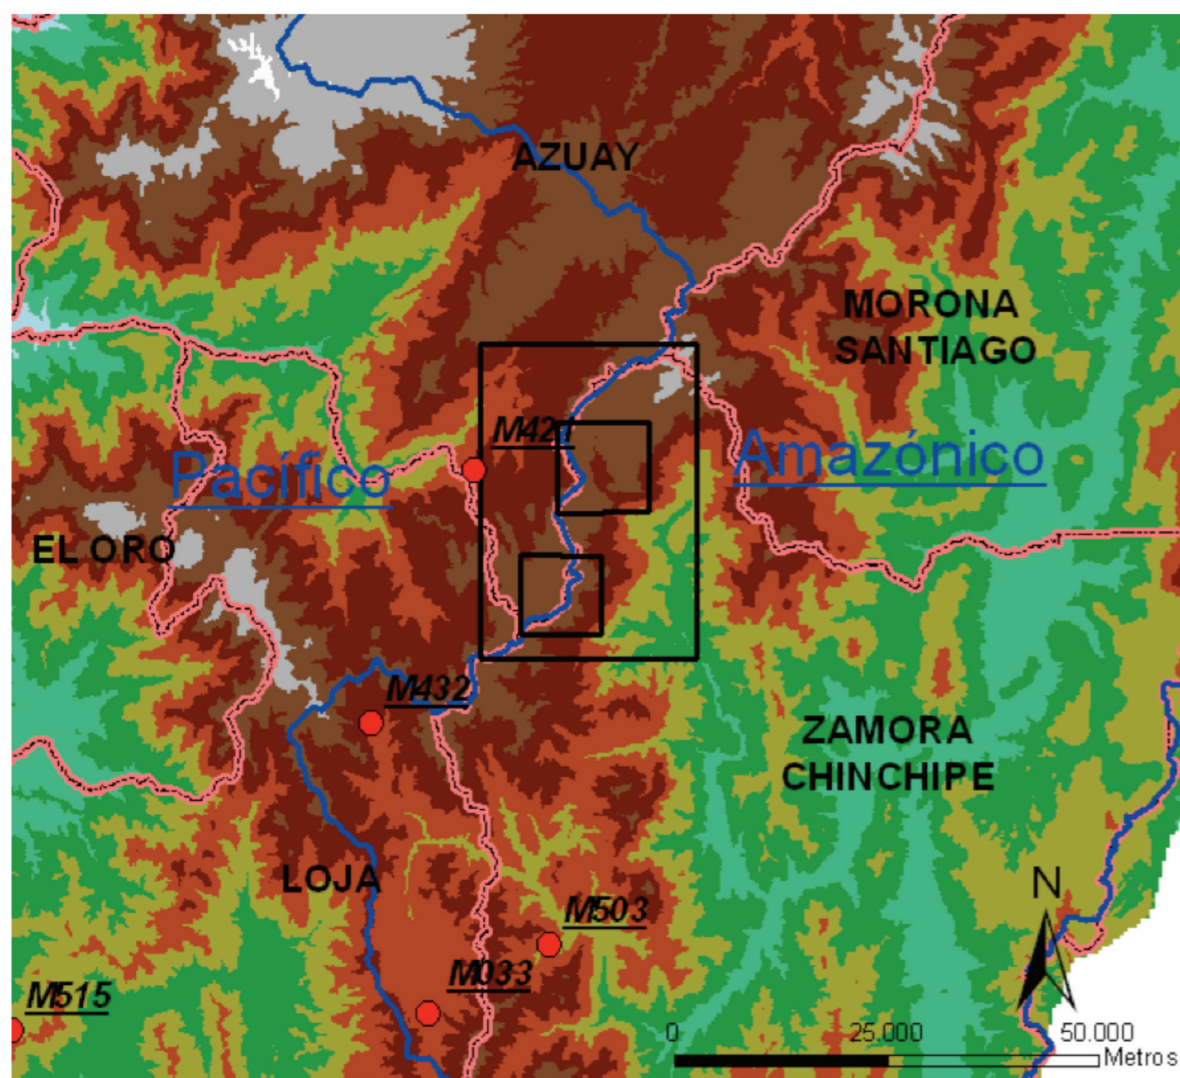 AZUAY
MORONA
SANTIAGO
M421
Pacífico
Amazónico
EL ORO
M432
ZAMORA
CHINCHIPE
LOJA
N
M503
M033
M515
0 25.000 50.000
Metros